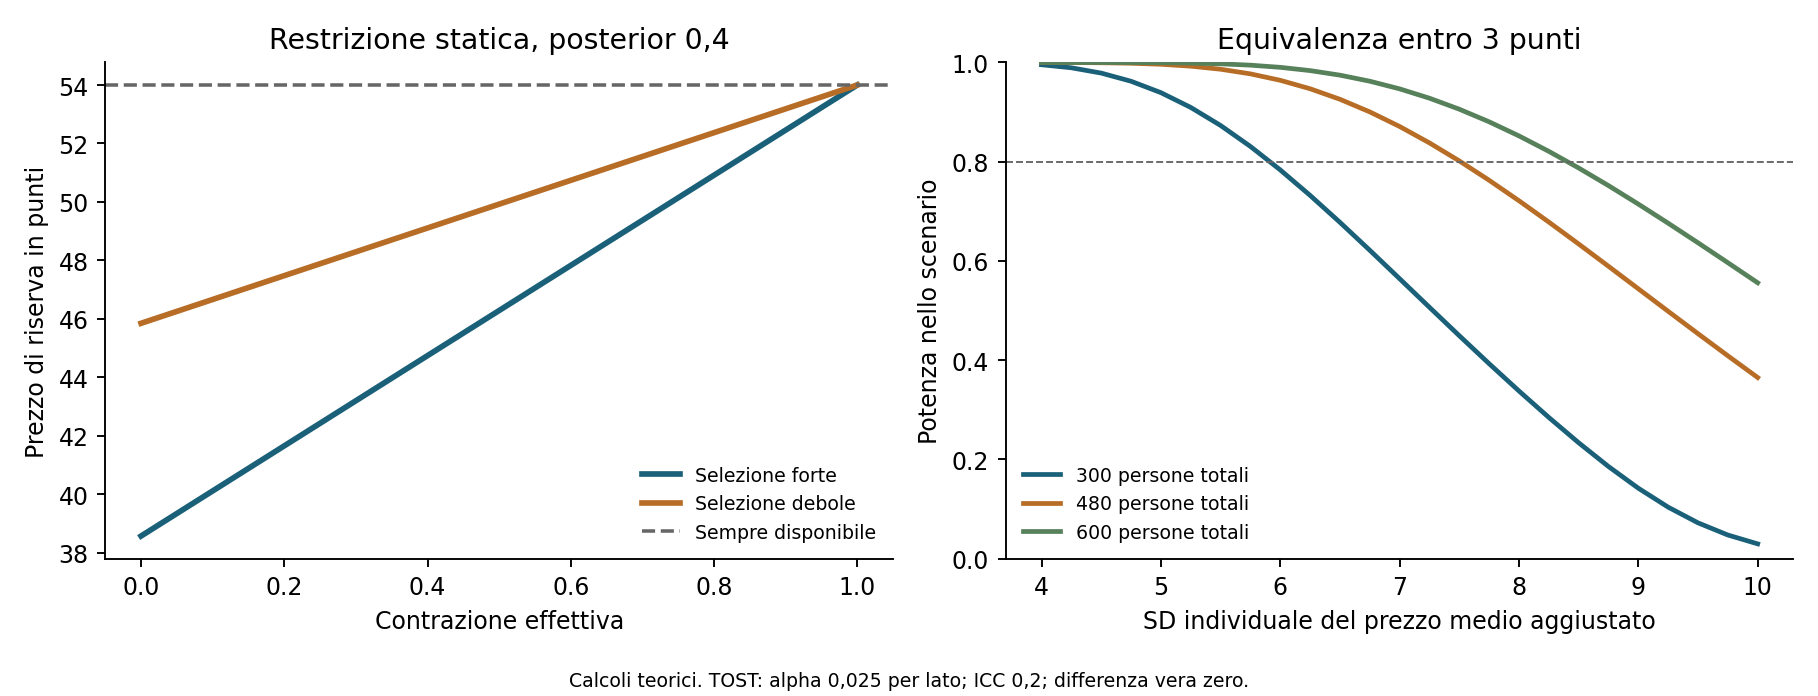 Restrizione statica, posterior 0,4
Prezzo di riserva in punti
54
52
50
48
46
44
42
40
38
0.0
0.2
0.4
0.6
0.8
1.0
Contrazione effettiva
Selezione forte
Selezione debole
Sempre disponibile
Equivalenza entro 3 punti
Potenza nello scenario
1.0
0.8
0.6
0.4
0.2
0.0
4
5
6
7
8
9
10
SD individuale del prezzo medio aggiustato
300 persone totali
480 persone totali
600 persone totali
Calcoli teorici. TOST: alpha 0,025 per lato; ICC 0,2; differenza vera zero.